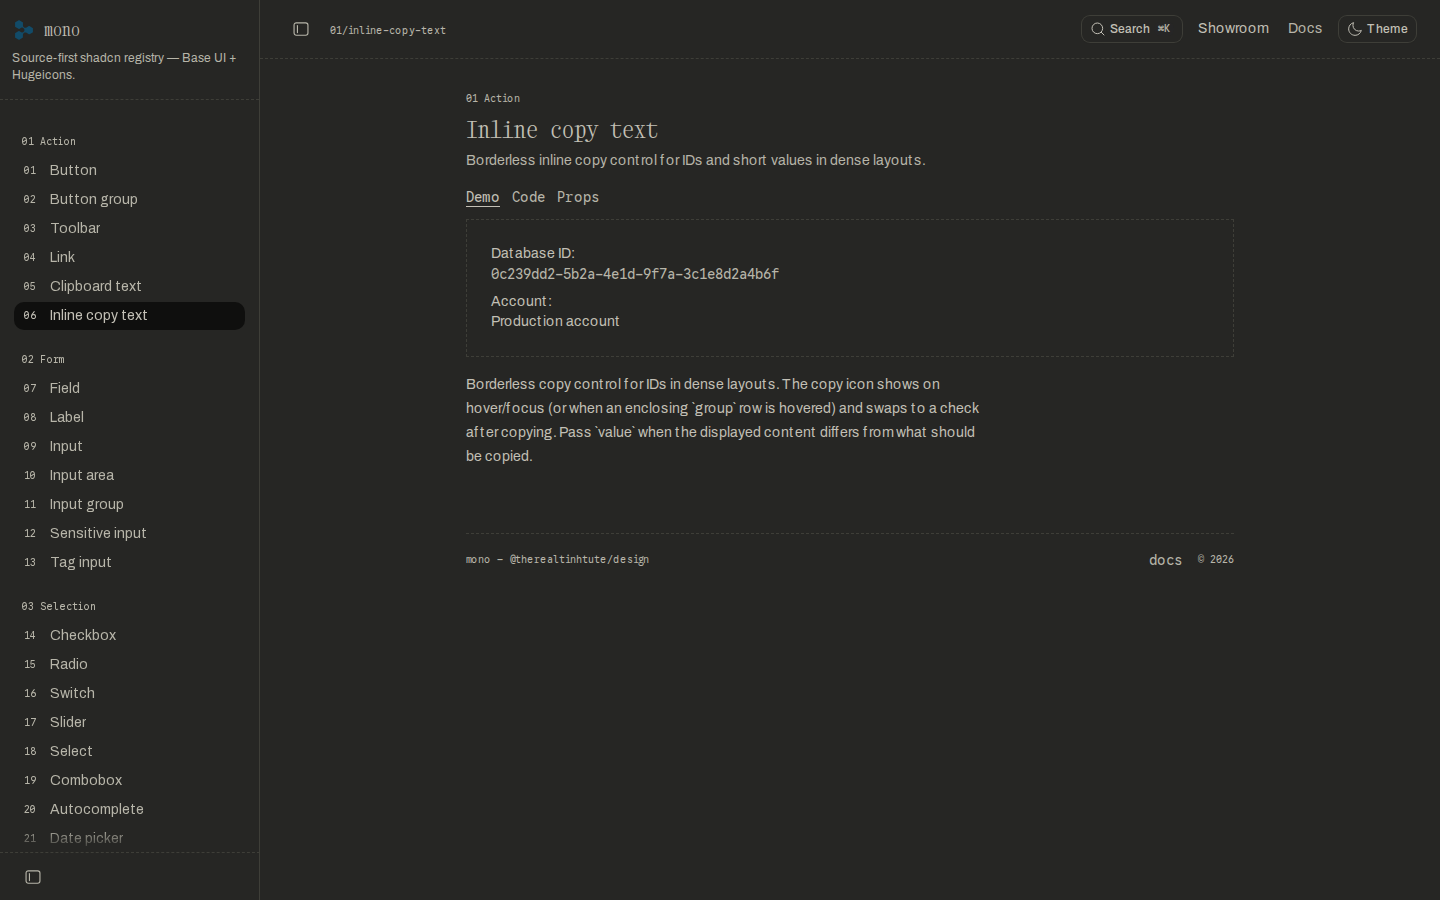 mono
Source-first shadcn registry — Base UI +
Hugeicons.
01 Action
01 Button
02 Button group
03 Toolbar
04 Link
05 Clipboard text
06 Inline copy text
02 Form
07 Field
08 Label
09 Input
10 Input area
11 Input group
12 Sensitive input
13 Tag input
03 Selection
14 Checkbox
15 Radio
16 Switch
17 Slider
18 Select
19 Combobox
20 Autocomplete
21 Date picker
01/inline-copy-text
Search ⌘K
Showroom
Docs
Theme
01 Action
Inline copy text
Borderless inline copy control for IDs and short values in dense layouts.
Demo Code Props
Database ID:
0c239dd2-5b2a-4e1d-9f7a-3c1e8d2a4b6f
Account:
Production account
Borderless copy control for IDs in dense layouts. The copy icon shows on
hover/focus (or when an enclosing `group` row is hovered) and swaps to a check
after copying. Pass `value` when the displayed content differs from what should
be copied.
mono — @therealtinhtute/design
docs © 2026